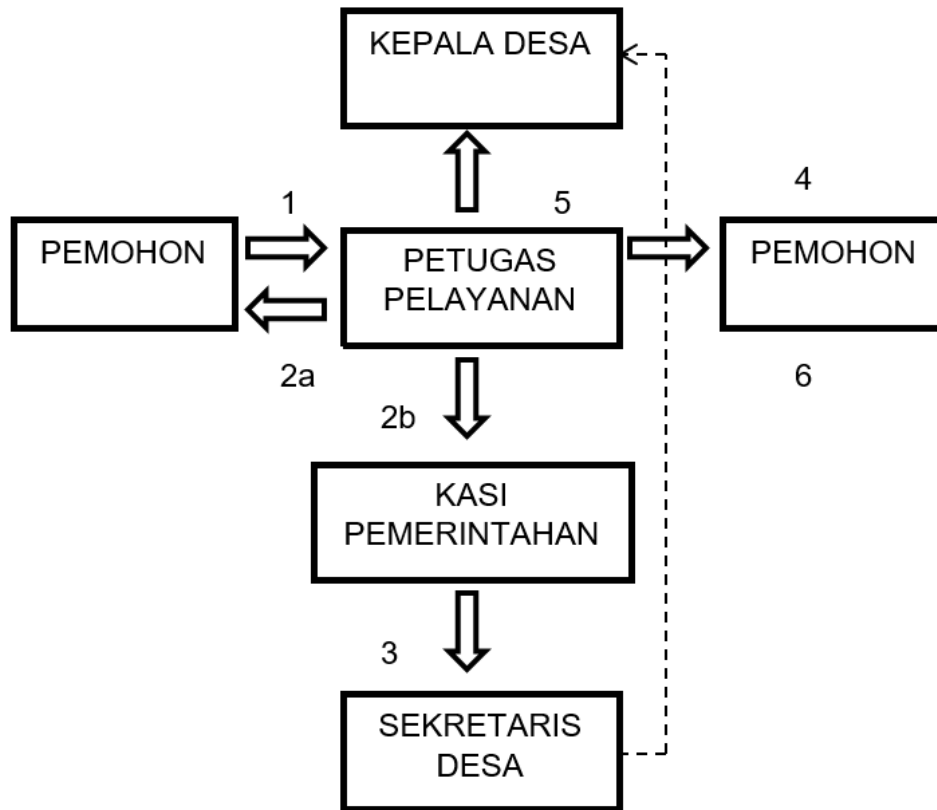 KEPALA DESA
4
1
5
PEMOHON
PETUGAS
PELAYANAN
PEMOHON
2a
6
2b
KASI
PEMERINTAHAN
3
SEKRETARIS
DESA